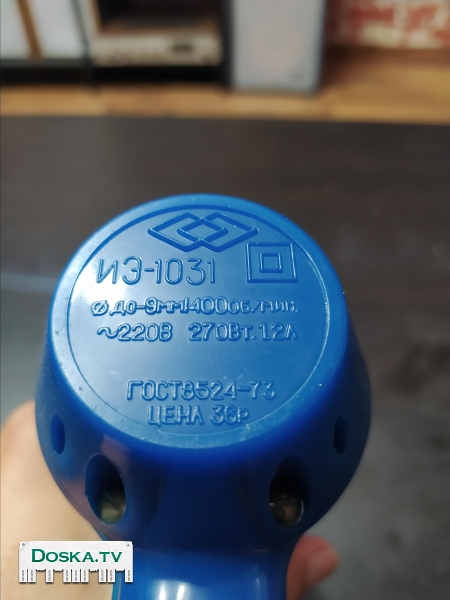 ИЭ-1031
⌀ до-9мм 1400об/мин.
~220В 270Вт. 1.2А
ГОСТ8524-73
ЦЕНА 36р
DOSKA.TV